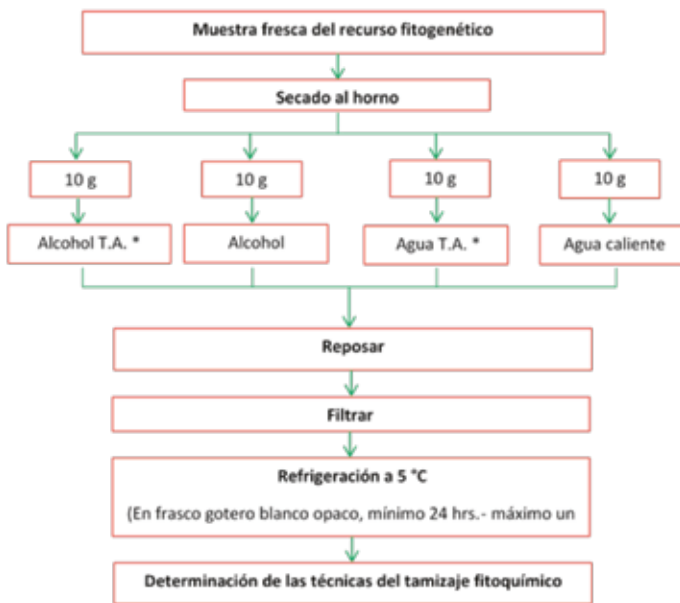 Muestra fresca del recurso fitogenético
Secado al horno
10 g
10 g
10 g
10 g
Alcohol T.A. *
Alcohol
Agua T.A. *
Agua caliente
Reposar
Filtrar
Refrigeración a 5 °C
(En frasco gotero blanco opaco, mínimo 24 hrs.- máximo un
Determinación de las técnicas del tamizaje fitoquímico